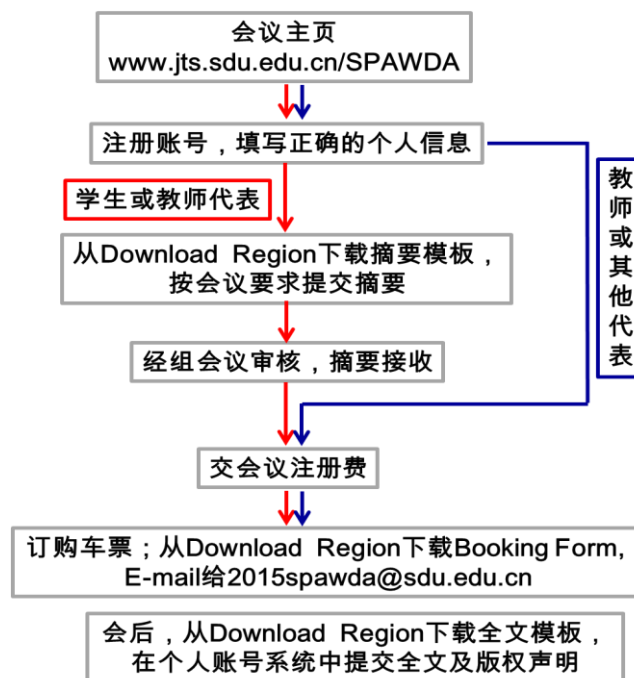 会议主页
www.jts.sdu.edu.cn/SPAWDA
注册账号，填写正确的个人信息
学生或教师代表
教
师
或
其
他
代
表
从Download Region下载摘要模板，
按会议要求提交摘要
经组会议审核，摘要接收
交会议注册费
订购车票；从Download Region下载Booking Form,
E-mail给2015spawda@sdu.edu.cn
会后，从Download Region下载全文模板，
在个人账号系统中提交全文及版权声明